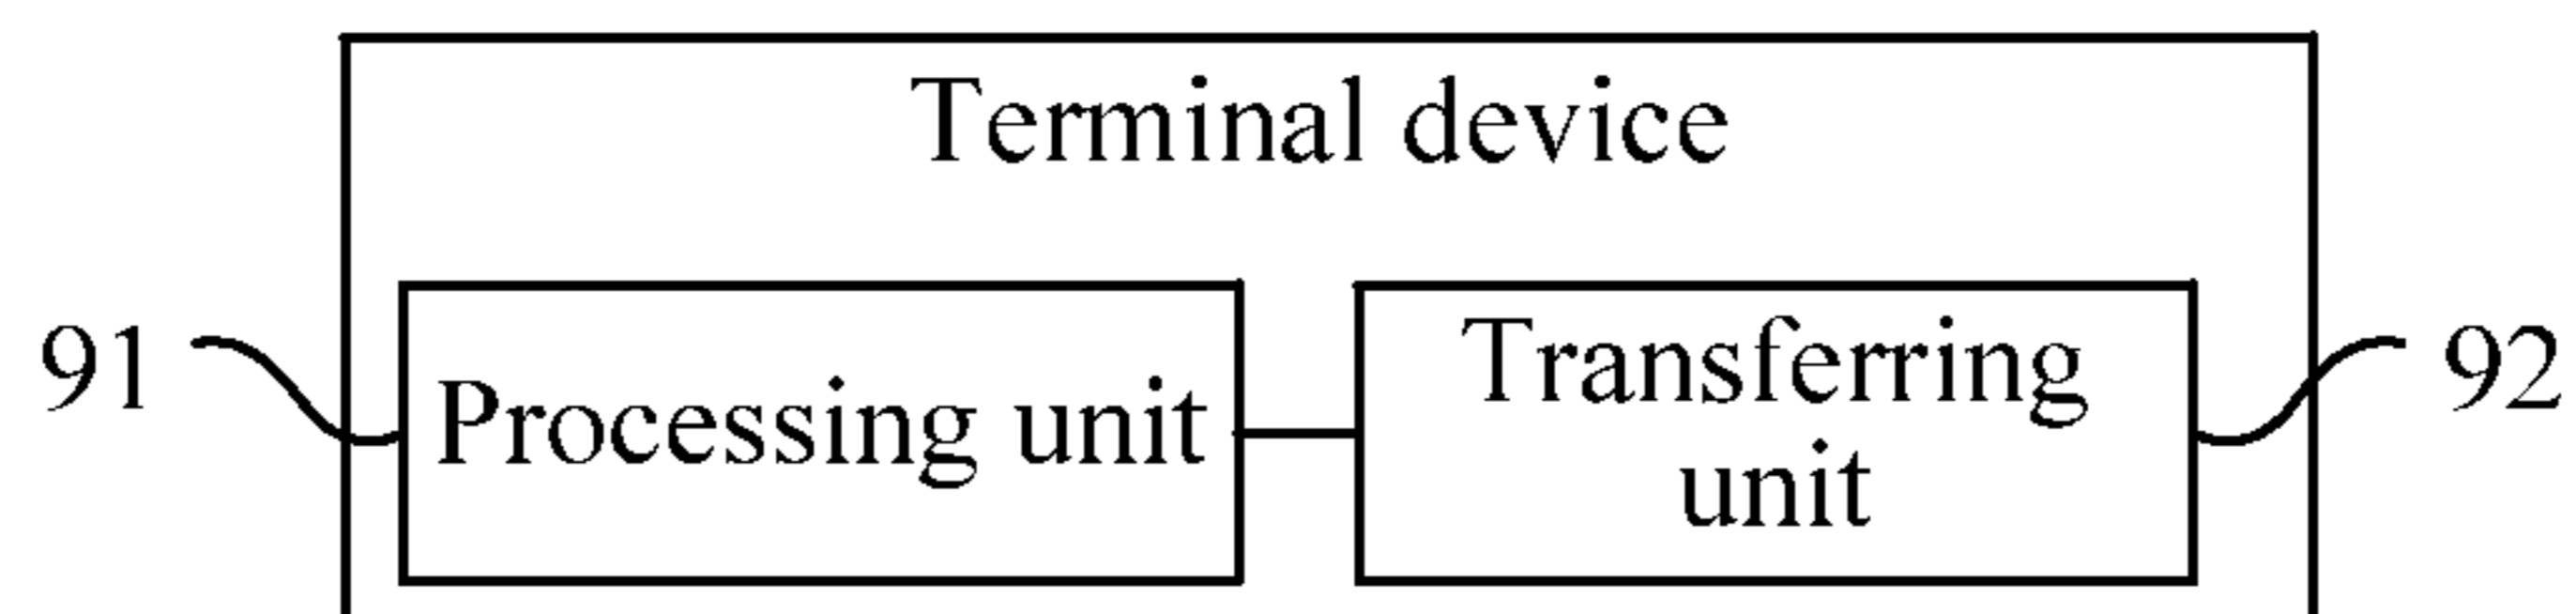 Terminal device
91
Processing unit
Transferring
unit
92